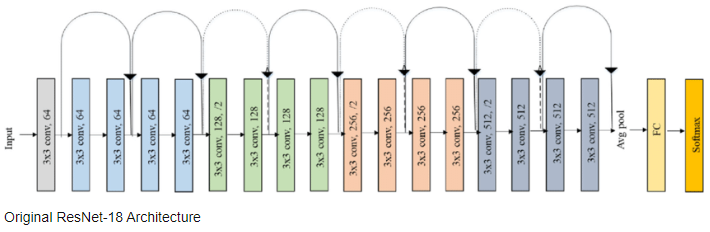 Input
3x3 conv, 64
3x3 conv, 64
3x3 conv, 64
3x3 conv, 64
3x3 conv, 64
3x3 conv, 128, /2
3x3 conv, 128
3x3 conv, 128
3x3 conv, 128
3x3 conv, 256, /2
3x3 conv, 256
3x3 conv, 256
3x3 conv, 256
3x3 conv, 512, /2
3x3 conv, 512
3x3 conv, 512
3x3 conv, 512
Avg pool
FC
Softmax
Original ResNet-18 Architecture